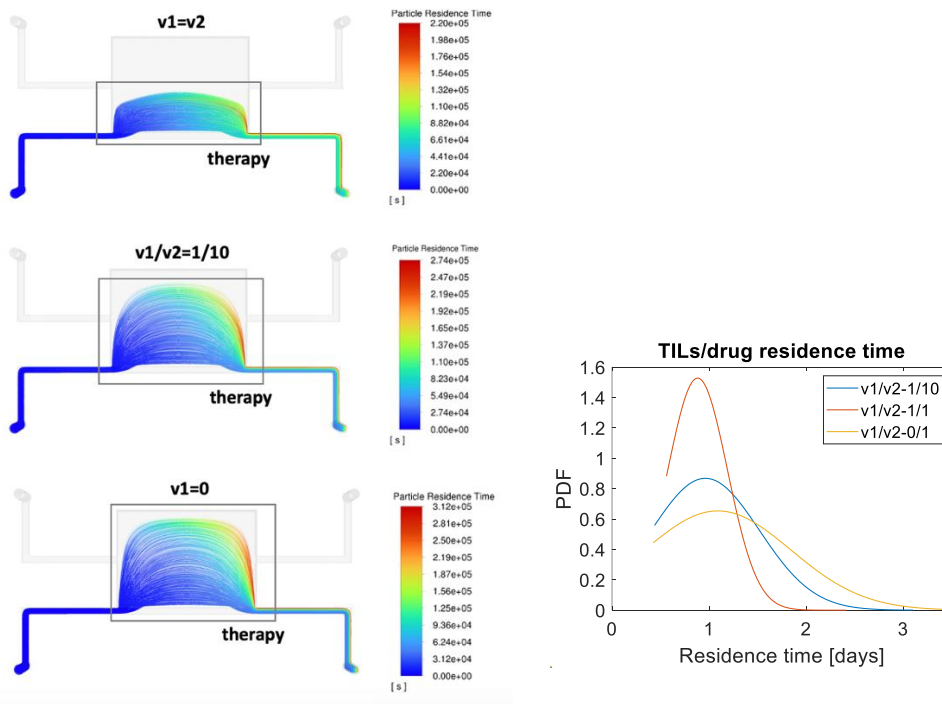 v1=v2
Particle Residence Time
2.20e+05
1.98e+05
1.76e+05
1.54e+05
1.32e+05
1.10e+05
8.82e+04
6.61e+04
4.41e+04
2.20e+04
0.00e+00
[ s ]
therapy
v1/v2=1/10
Particle Residence Time
2.74e+05
2.47e+05
2.19e+05
1.92e+05
1.65e+05
1.37e+05
1.10e+05
8.23e+04
5.49e+04
2.74e+04
0.00e+00
[ s ]
therapy
v1=0
Particle Residence Time
3.12e+05
2.81e+05
2.50e+05
2.19e+05
1.87e+05
1.56e+05
1.25e+05
9.36e+04
6.24e+04
3.12e+04
0.00e+00
[ s ]
therapy
TILs/drug residence time
v1/v2-1/10
v1/v2-1/1
v1/v2-0/1
PDF
1.6
1.4
1.2
1
0.8
0.6
0.4
0.2
0
0 1 2 3
Residence time [days]